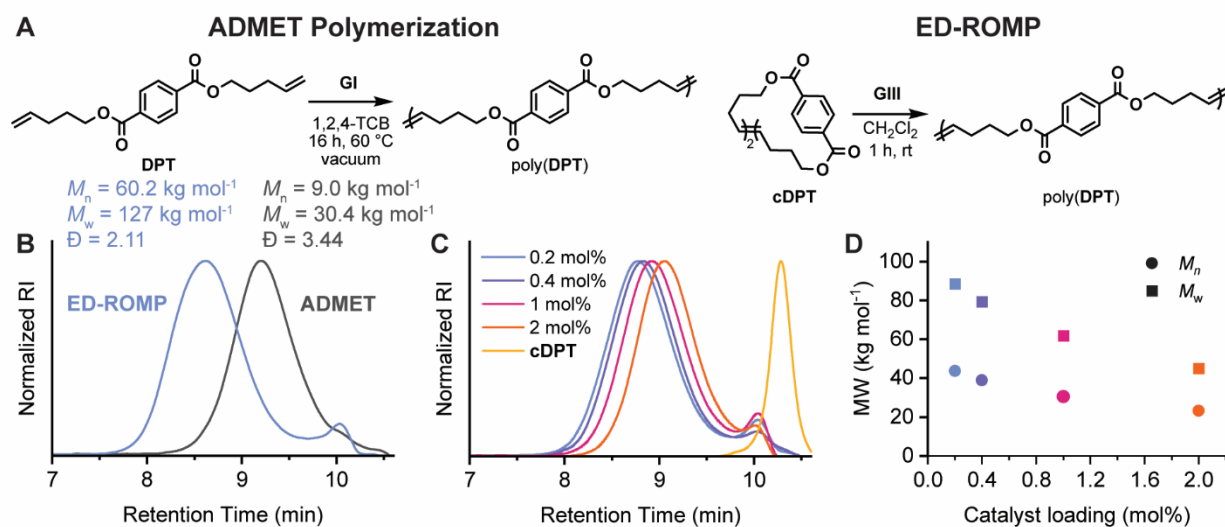 A
ADMET Polymerization
ED-ROMP
O
O
O
O
DPT
GI
1,2,4-TCB
16 h, 60 °C
vacuum
O
O
O
O
poly(DPT)
O
O
2
O
O
cDPT
GIII
CH2Cl2
1 h, rt
O
O
O
O
poly(DPT)
Mn = 60.2 kg mol-1
Mw = 127 kg mol-1
Đ = 2.11
Mn = 9.0 kg mol-1
Mw = 30.4 kg mol-1
Đ = 3.44
B
ED-ROMP
ADMET
Normalized RI
7 8 9 10
Retention Time (min)
C
0.2 mol%
0.4 mol%
1 mol%
2 mol%
cDPT
Normalized RI
7 8 9 10
Retention Time (min)
D
Mn
Mw
MW (kg mol-1)
100
80
60
40
20
0
0.0 0.4 0.8 1.2 1.6 2.0
Catalyst loading (mol%)